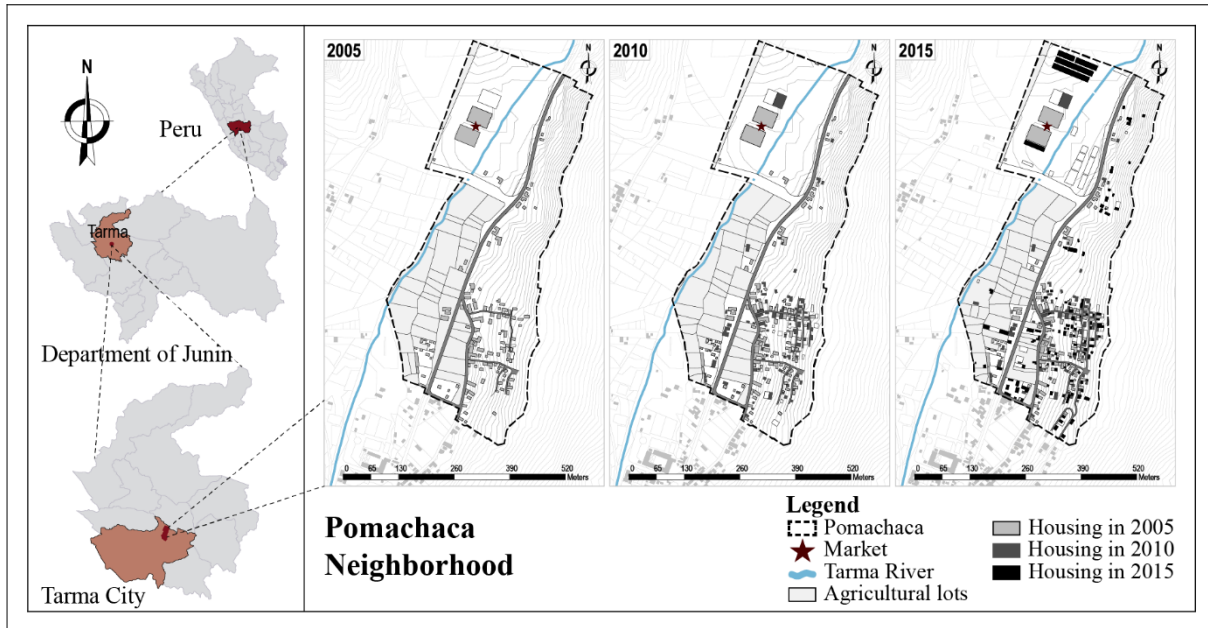 N
Peru
Tarma
Department of Junin
Tarma City
2005
N
0 65 130 260 390 520
Meters
2010
N
0 65 130 260 390 520
Meters
2015
N
0 65 130 260 390 520
Meters
Pomachaca
Neighborhood
Legend
Pomachaca
Market
Tarma River
Agricultural lots
Housing in 2005
Housing in 2010
Housing in 2015